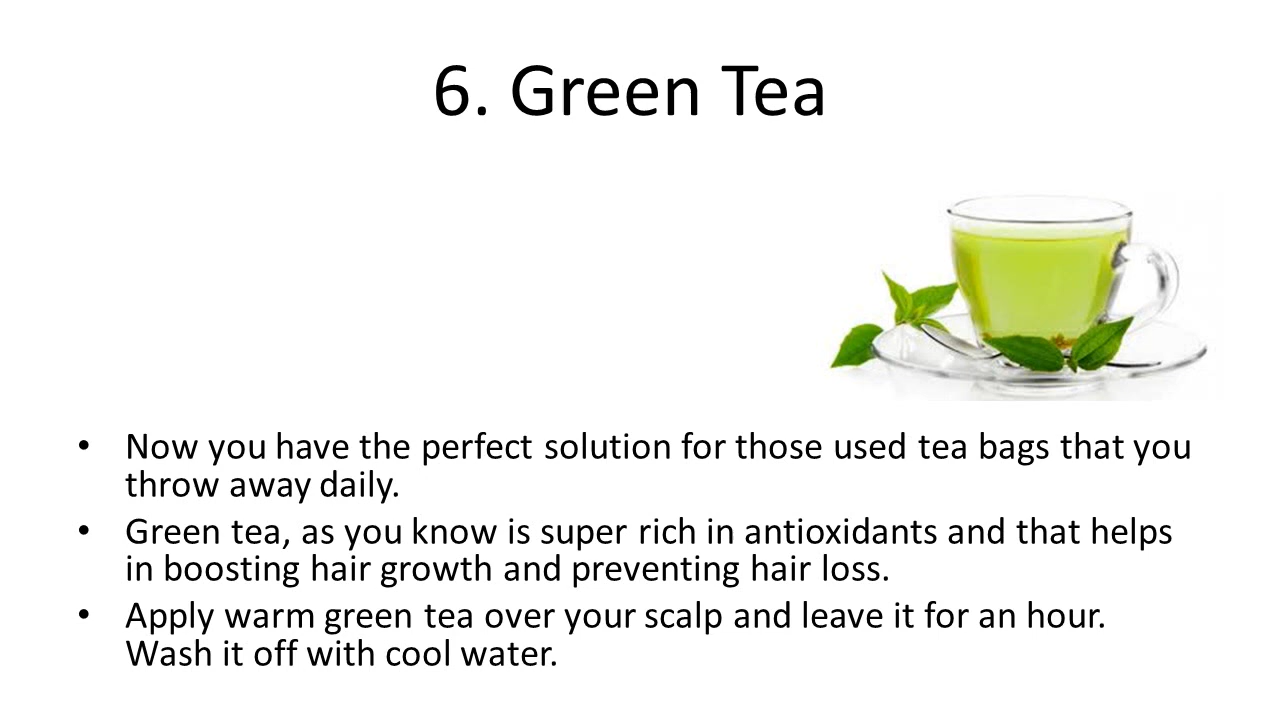 6. Green Tea
• Now you have the perfect solution for those used tea bags that you
throw away daily.
• Green tea, as you know is super rich in antioxidants and that helps
in boosting hair growth and preventing hair loss.
• Apply warm green tea over your scalp and leave it for an hour.
Wash it off with cool water.